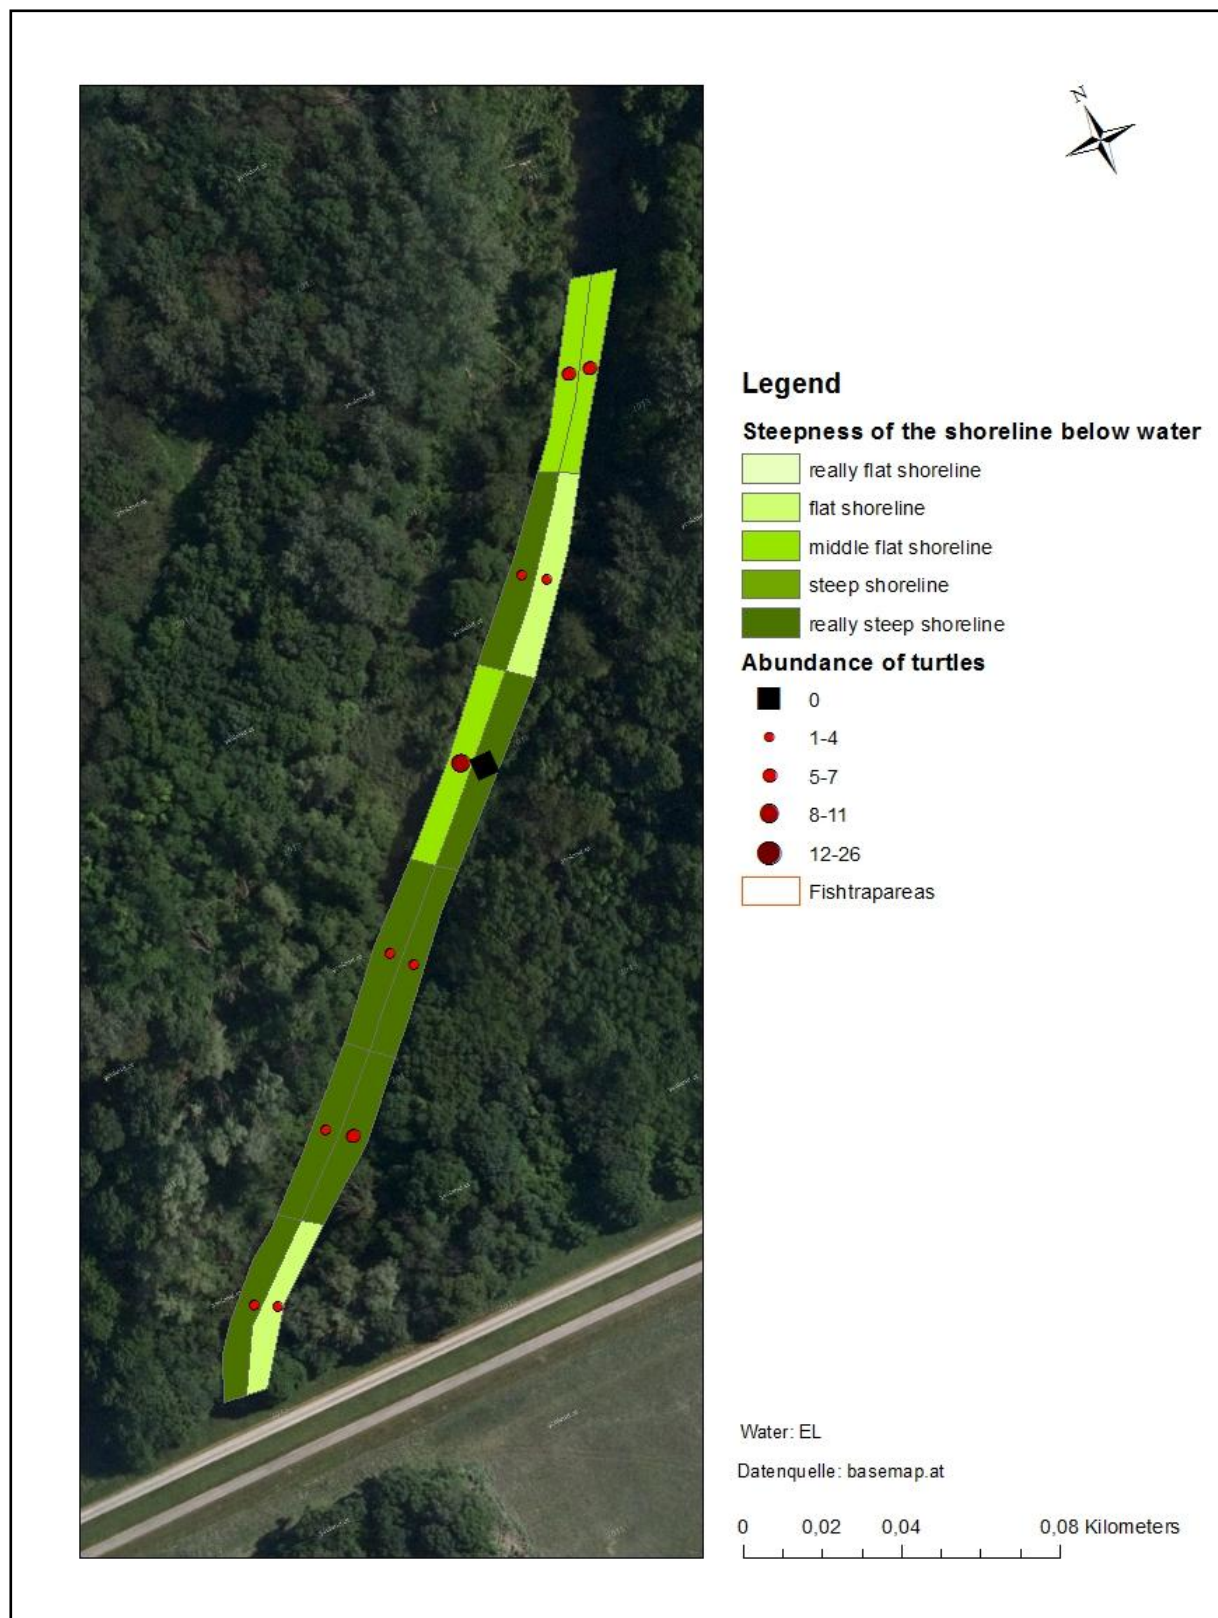 N
Legend
Steepness of the shoreline below water
really flat shoreline
flat shoreline
middle flat shoreline
steep shoreline
really steep shoreline
Abundance of turtles
0
1-4
5-7
8-11
12-26
Fishtrapareas
Water: EL
Datenquelle: basemap.at
0 0,02 0,04 0,08 Kilometers